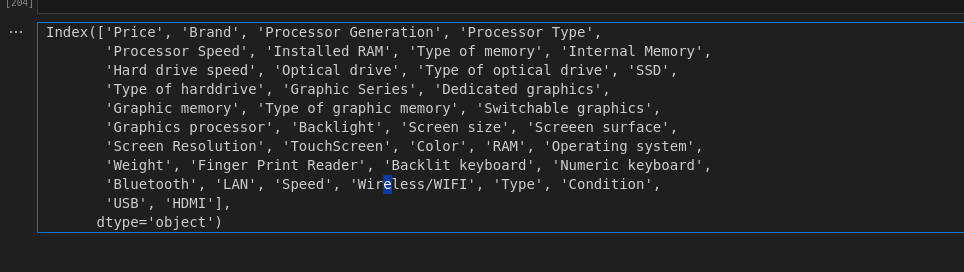 [204]
...
Index(['Price', 'Brand', 'Processor Generation', 'Processor Type',
'Processor Speed', 'Installed RAM', 'Type of memory', 'Internal Memory',
'Hard drive speed', 'Optical drive', 'Type of optical drive', 'SSD',
'Type of harddrive', 'Graphic Series', 'Dedicated graphics',
'Graphic memory', 'Type of graphic memory', 'Switchable graphics',
'Graphics processor', 'Backlight', 'Screen size', 'Screeen surface',
'Screen Resolution', 'TouchScreen', 'Color', 'RAM', 'Operating system',
'Weight', 'Finger Print Reader', 'Backlit keyboard', 'Numeric keyboard',
'Bluetooth', 'LAN', 'Speed', 'Wireless/WIFI', 'Type', 'Condition',
'USB', 'HDMI'],
dtype='object')